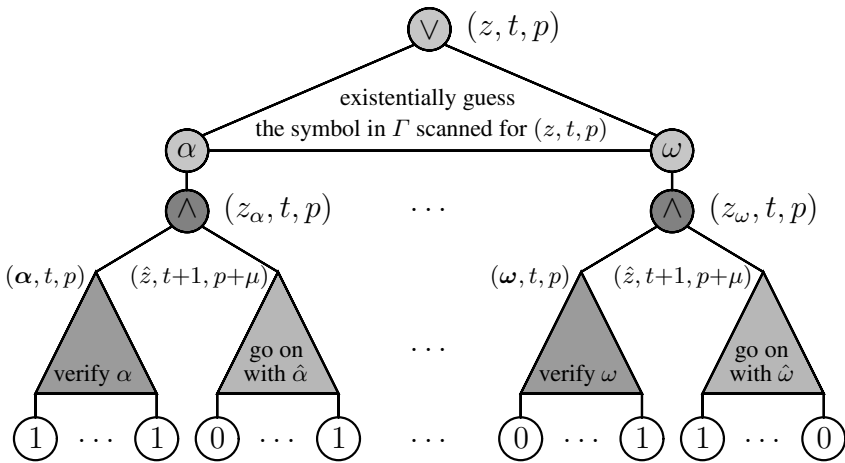 ∨ (z, t, p)
existentially guess
the symbol in Γ scanned for (z, t, p)
α ω
∧ (z_α, t, p) · · · ∧ (z_ω, t, p)
(α, t, p) (ẑ, t+1, p+μ) (ω, t, p) (ẑ, t+1, p+μ)
· · ·
verify α go on with α̂ verify ω go on with ω̂
1 · · · 1 0 · · · 1 · · · 0 · · · 1 1 · · · 0